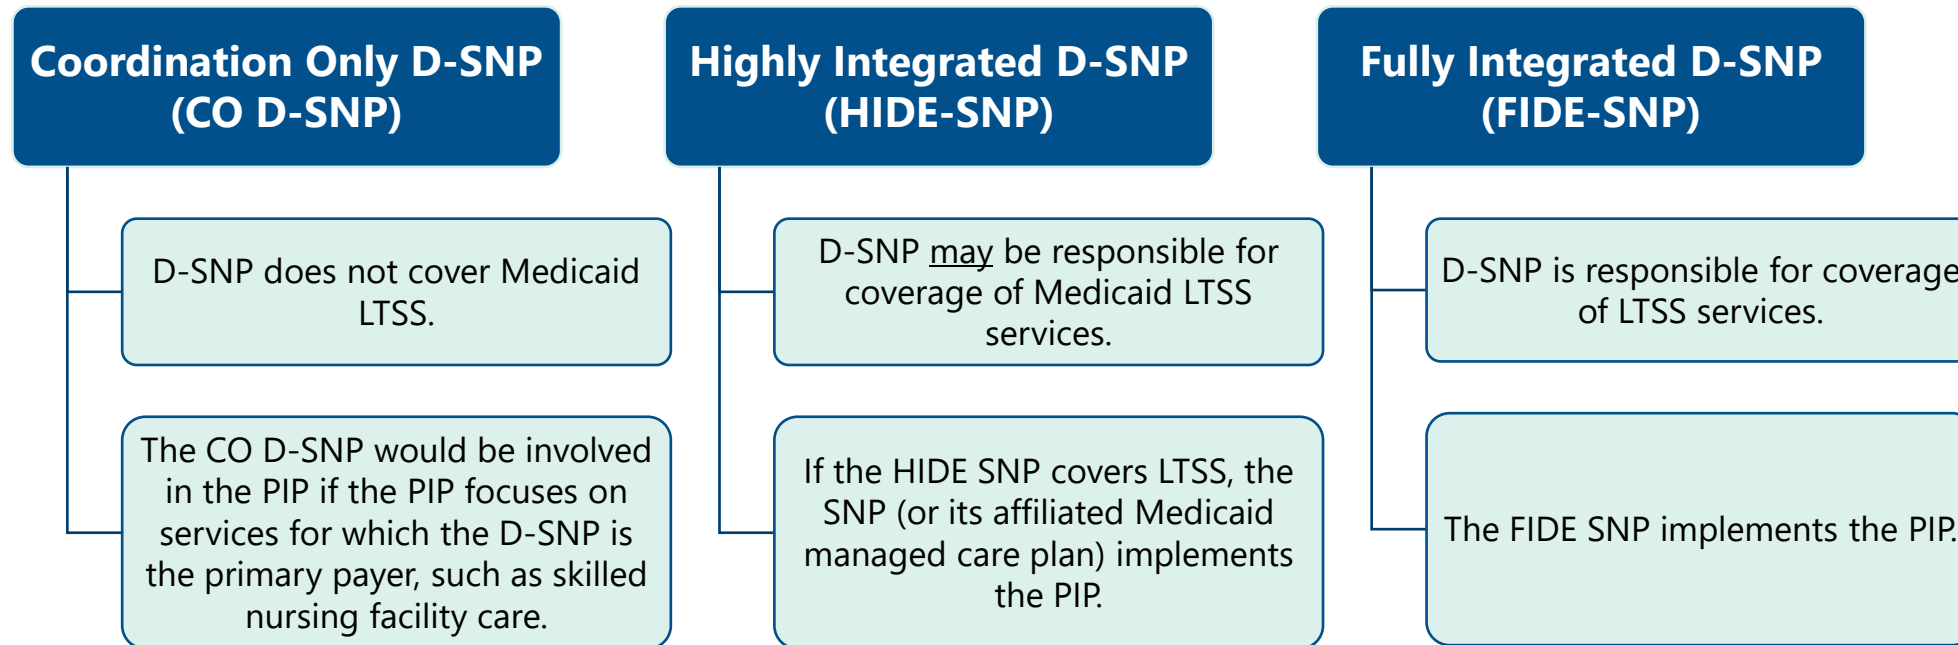 Coordination Only D-SNP
(CO D-SNP)
D-SNP does not cover Medicaid
LTSS.
The CO D-SNP would be involved
in the PIP if the PIP focuses on
services for which the D-SNP is
the primary payer, such as skilled
nursing facility care.
Highly Integrated D-SNP
(HIDE-SNP)
D-SNP may be responsible for
coverage of Medicaid LTSS
services.
If the HIDE SNP covers LTSS, the
SNP (or its affiliated Medicaid
managed care plan) implements
the PIP.
Fully Integrated D-SNP
(FIDE-SNP)
D-SNP is responsible for coverage
of LTSS services.
The FIDE SNP implements the PIP.